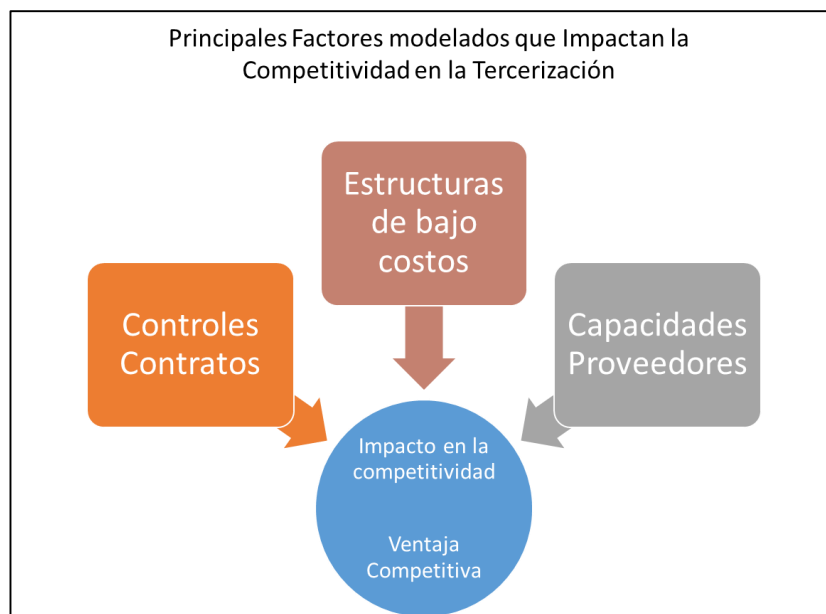 Principales Factores modelados que Impactan la
Competitividad en la Tercerización
Estructuras
de bajo
costos
Controles
Contratos
Capacidades
Proveedores
Impacto en la
competitividad
Ventaja
Competitiva